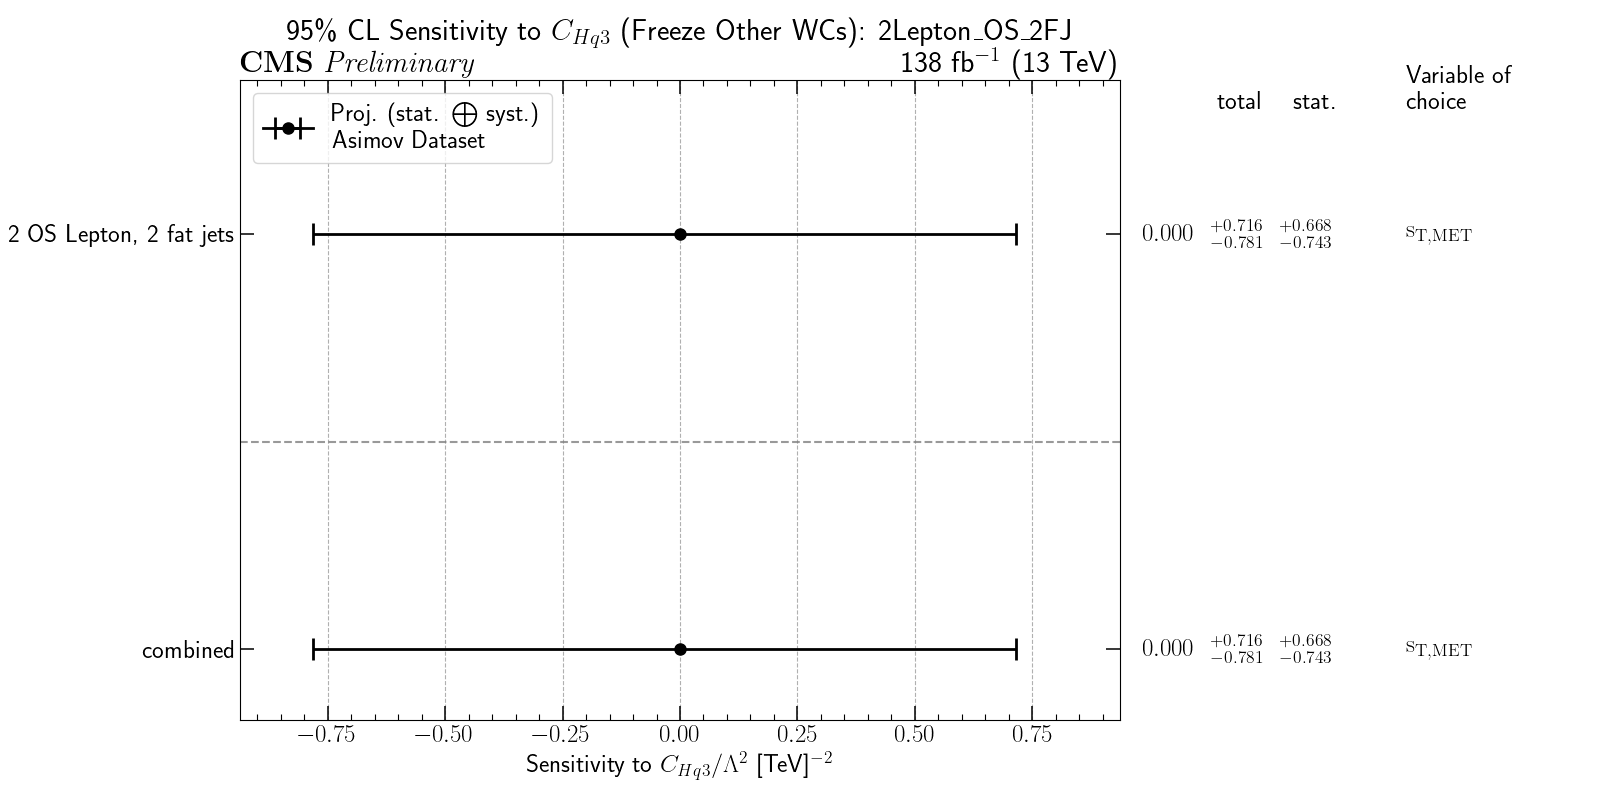 95% CL Sensitivity to C_{Hq3} (Freeze Other WCs): 2Lepton_OS_2FJ
CMS Preliminary 138 fb⁻¹ (13 TeV)
Variable of
total stat. choice
Proj. (stat. ⨁ syst.)
Asimov Dataset
2 OS Lepton, 2 fat jets 0.000 +0.716 −0.781 +0.668 −0.743 s_{T,MET}
combined 0.000 +0.716 −0.781 +0.668 −0.743 s_{T,MET}
−0.75 −0.50 −0.25 0.00 0.25 0.50 0.75
Sensitivity to C_{Hq3}/Λ² [TeV]⁻²